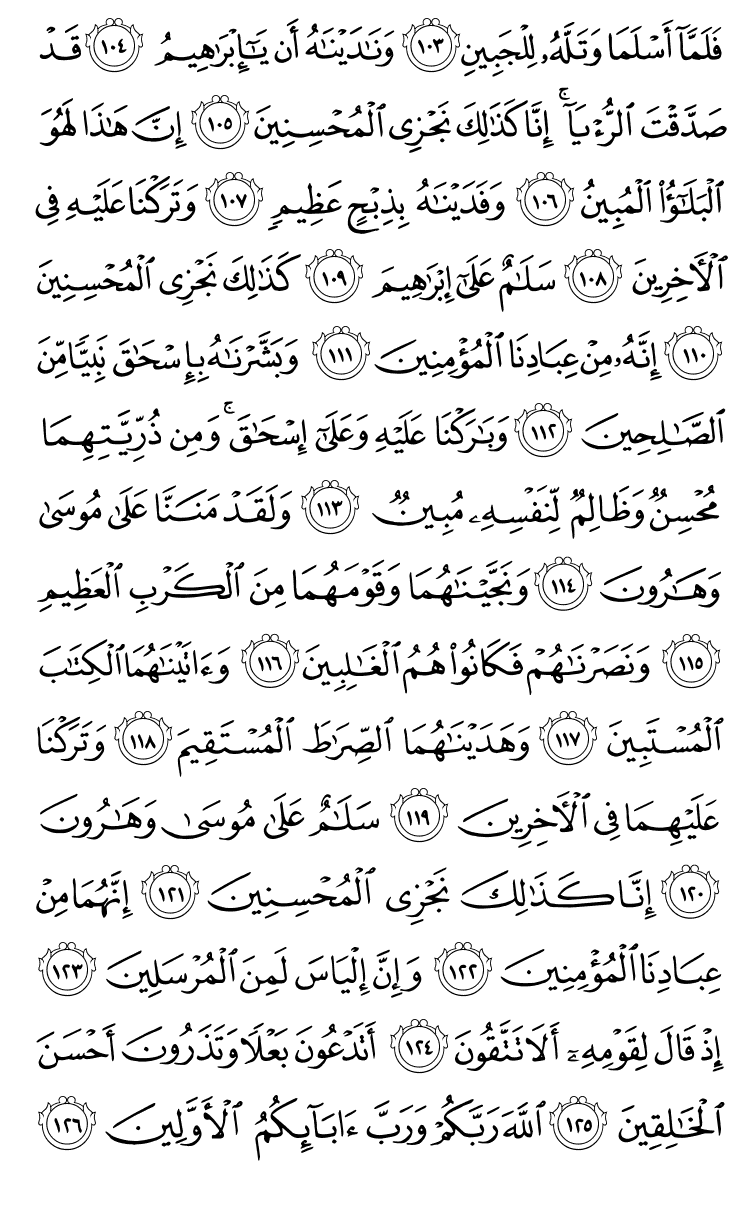 فَلَمَّآ أَسْلَمَا وَتَلَّهُۥ لِلْجَبِينِ ١٠٣ وَنَٰدَيْنَٰهُ أَن يَٰٓإِبْرَٰهِيمُ ١٠٤ قَدْ
صَدَّقْتَ ٱلرُّءْيَآ ۚ إِنَّا كَذَٰلِكَ نَجْزِى ٱلْمُحْسِنِينَ ١٠٥ إِنَّ هَٰذَا لَهُوَ
ٱلْبَلَٰٓؤُا۟ ٱلْمُبِينُ ١٠٦ وَفَدَيْنَٰهُ بِذِبْحٍ عَظِيمٍ ١٠٧ وَتَرَكْنَا عَلَيْهِ فِى
ٱلْأَخِرِينَ ١٠٨ سَلَٰمٌ عَلَىٰٓ إِبْرَٰهِيمَ ١٠٩ كَذَٰلِكَ نَجْزِى ٱلْمُحْسِنِينَ
١١٠ إِنَّهُۥ مِنْ عِبَادِنَا ٱلْمُؤْمِنِينَ ١١١ وَبَشَّرْنَٰهُ بِإِسْحَٰقَ نَبِيًّا مِّنَ
ٱلصَّٰلِحِينَ ١١٢ وَبَٰرَكْنَا عَلَيْهِ وَعَلَىٰٓ إِسْحَٰقَ ۚ وَمِن ذُرِّيَّتِهِمَا
مُحْسِنٌ وَظَالِمٌ لِّنَفْسِهِۦ مُبِينٌ ١١٣ وَلَقَدْ مَنَنَّا عَلَىٰ مُوسَىٰ
وَهَٰرُونَ ١١٤ وَنَجَّيْنَٰهُمَا وَقَوْمَهُمَا مِنَ ٱلْكَرْبِ ٱلْعَظِيمِ
١١٥ وَنَصَرْنَٰهُمْ فَكَانُوا۟ هُمُ ٱلْغَٰلِبِينَ ١١٦ وَءَاتَيْنَٰهُمَا ٱلْكِتَٰبَ
ٱلْمُسْتَبِينَ ١١٧ وَهَدَيْنَٰهُمَا ٱلصِّرَٰطَ ٱلْمُسْتَقِيمَ ١١٨ وَتَرَكْنَا
عَلَيْهِمَا فِى ٱلْأَخِرِينَ ١١٩ سَلَٰمٌ عَلَىٰ مُوسَىٰ وَهَٰرُونَ
١٢٠ إِنَّا كَذَٰلِكَ نَجْزِى ٱلْمُحْسِنِينَ ١٢١ إِنَّهُمَا مِنْ
عِبَادِنَا ٱلْمُؤْمِنِينَ ١٢٢ وَإِنَّ إِلْيَاسَ لَمِنَ ٱلْمُرْسَلِينَ ١٢٣
إِذْ قَالَ لِقَوْمِهِۦٓ أَلَا تَتَّقُونَ ١٢٤ أَتَدْعُونَ بَعْلًا وَتَذَرُونَ أَحْسَنَ
ٱلْخَٰلِقِينَ ١٢٥ ٱللَّهَ رَبَّكُمْ وَرَبَّ ءَابَآئِكُمُ ٱلْأَوَّلِينَ ١٢٦